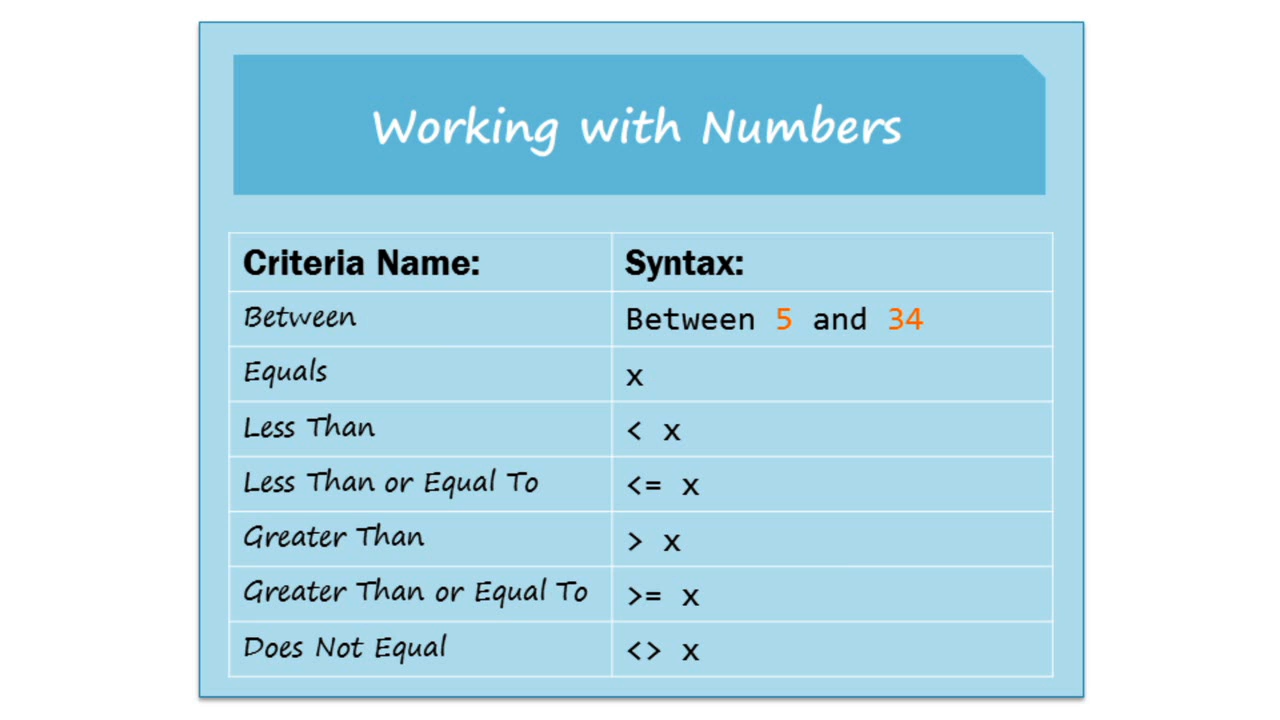 Working with Numbers
Criteria Name: Syntax:
Between Between 5 and 34
Equals x
Less Than < x
Less Than or Equal To <= x
Greater Than > x
Greater Than or Equal To >= x
Does Not Equal <> x